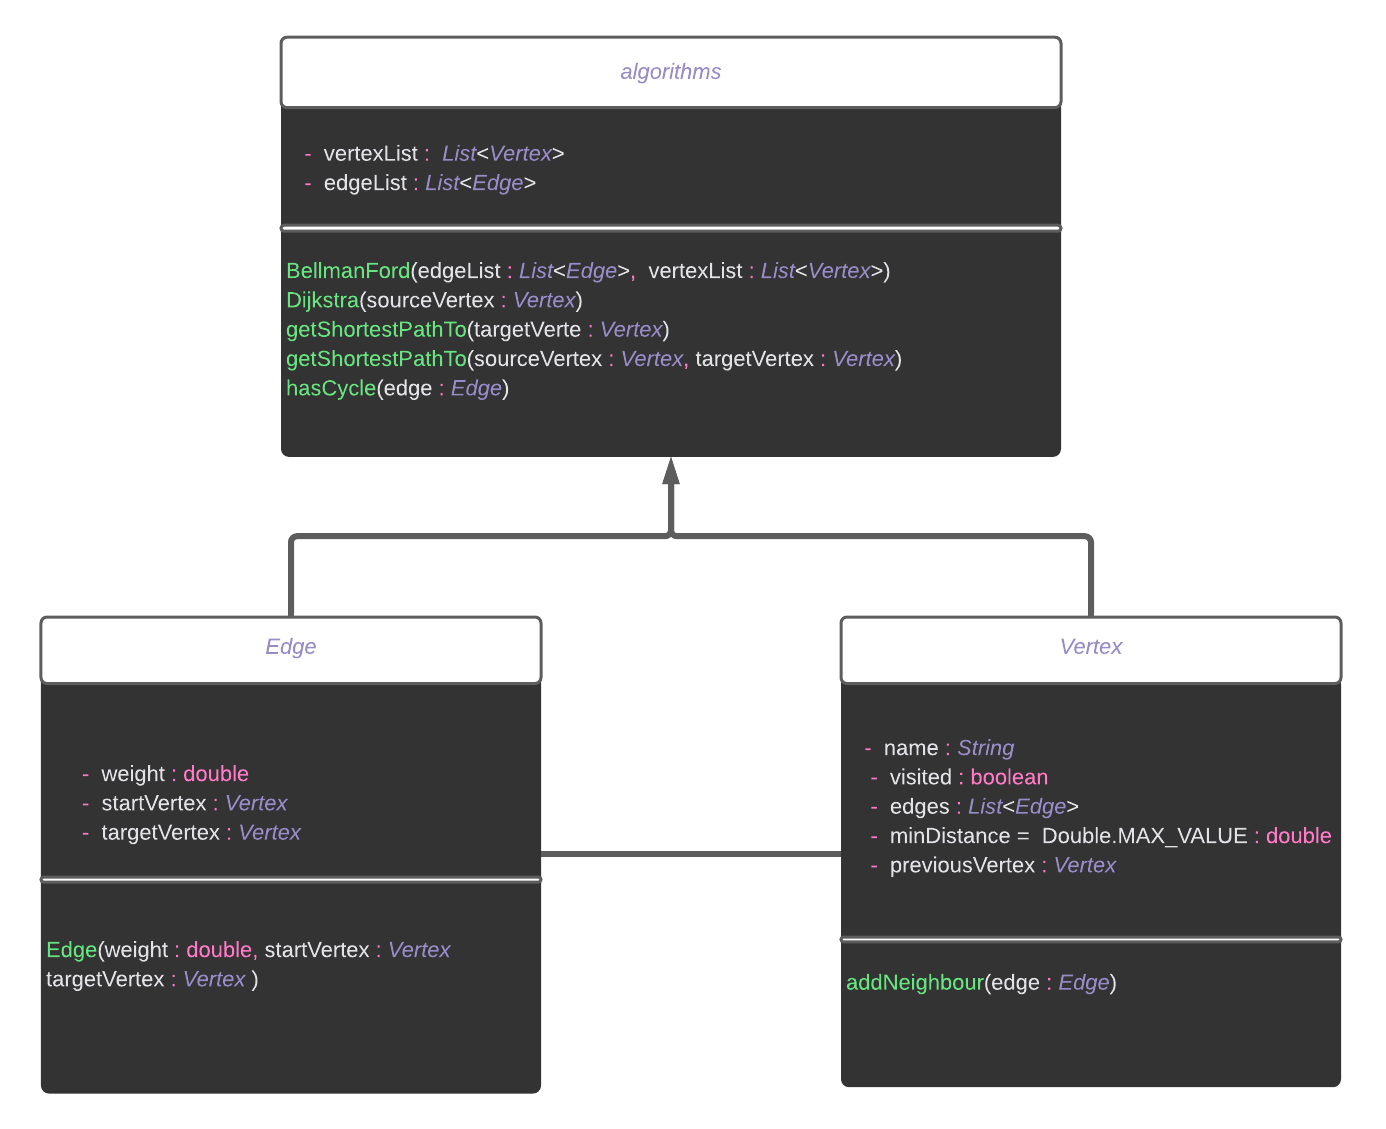 algorithms
- vertexList : List<Vertex>
- edgeList : List<Edge>
BellmanFord(edgeList : List<Edge>, vertexList : List<Vertex>)
Dijkstra(sourceVertex : Vertex)
getShortestPathTo(targetVerte : Vertex)
getShortestPathTo(sourceVertex : Vertex, targetVertex : Vertex)
hasCycle(edge : Edge)
Edge
- weight : double
- startVertex : Vertex
- targetVertex : Vertex
Edge(weight : double, startVertex : Vertex
targetVertex : Vertex )
Vertex
- name : String
- visited : boolean
- edges : List<Edge>
- minDistance = Double.MAX_VALUE : double
- previousVertex : Vertex
addNeighbour(edge : Edge)